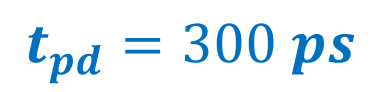 t_pd = 300 ps